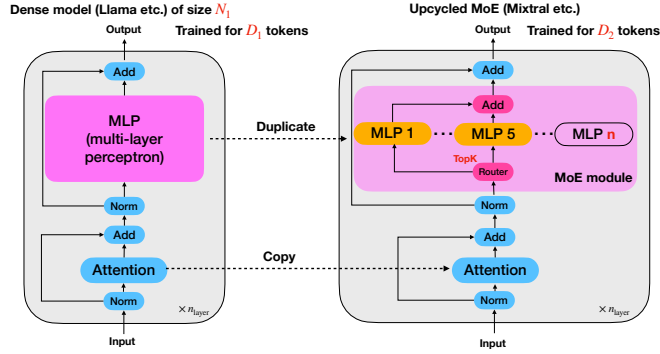 Dense model (Llama etc.) of size N₁
Trained for D₁ tokens
Output
Add
MLP
(multi-layer
perceptron)
Norm
Add
Attention
Norm
× n_layer
Input
Duplicate
Copy
Upcycled MoE (Mixtral etc.)
Output
Trained for D₂ tokens
Add
Add
MLP 1
MLP 5
MLP n
TopK
Router
MoE module
Norm
Add
Attention
Norm
× n_layer
Input